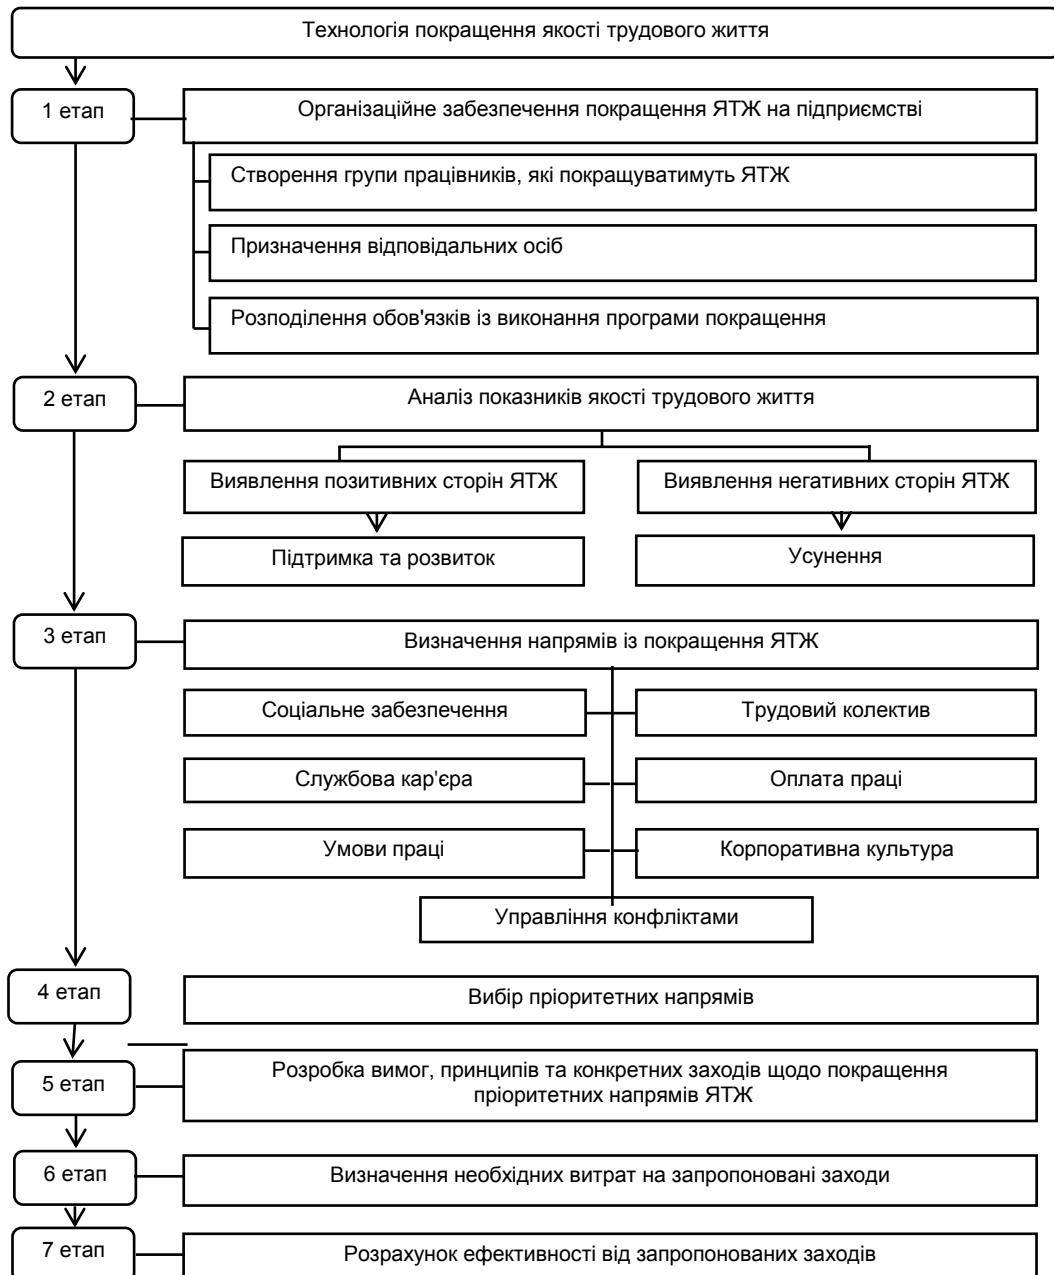 Технологія покращення якості трудового життя
1 етап
Організаційне забезпечення покращення ЯТЖ на підприємстві
Створення групи працівників, які покращуватимуть ЯТЖ
Призначення відповідальних осіб
Розподілення обов'язків із виконання програми покращення
2 етап
Аналіз показників якості трудового життя
Виявлення позитивних сторін ЯТЖ
Виявлення негативних сторін ЯТЖ
Підтримка та розвиток
Усунення
3 етап
Визначення напрямів із покращення ЯТЖ
Соціальне забезпечення
Трудовий колектив
Службова кар'єра
Оплата праці
Умови праці
Корпоративна культура
Управління конфліктами
4 етап
Вибір пріоритетних напрямів
5 етап
Розробка вимог, принципів та конкретних заходів щодо покращення
пріоритетних напрямів ЯТЖ
6 етап
Визначення необхідних витрат на запропоновані заходи
7 етап
Розрахунок ефективності від запропонованих заходів